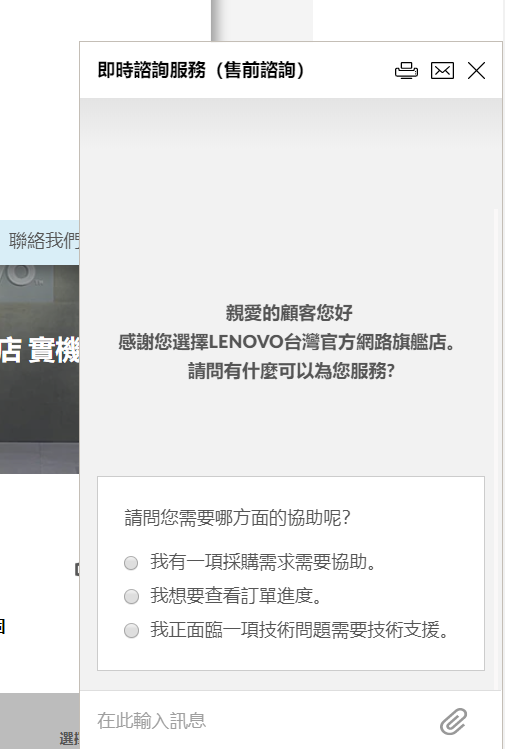 即時諮詢服務（售前諮詢）
聯絡我們
店 實機
親愛的顧客您好
感謝您選擇LENOVO台灣官方網路旗艦店。
請問有什麼可以為您服務?
請問您需要哪方面的協助呢?
我有一項採購需求需要協助。
我想要查看訂單進度。
我正面臨一項技術問題需要技術支援。
在此輸入訊息